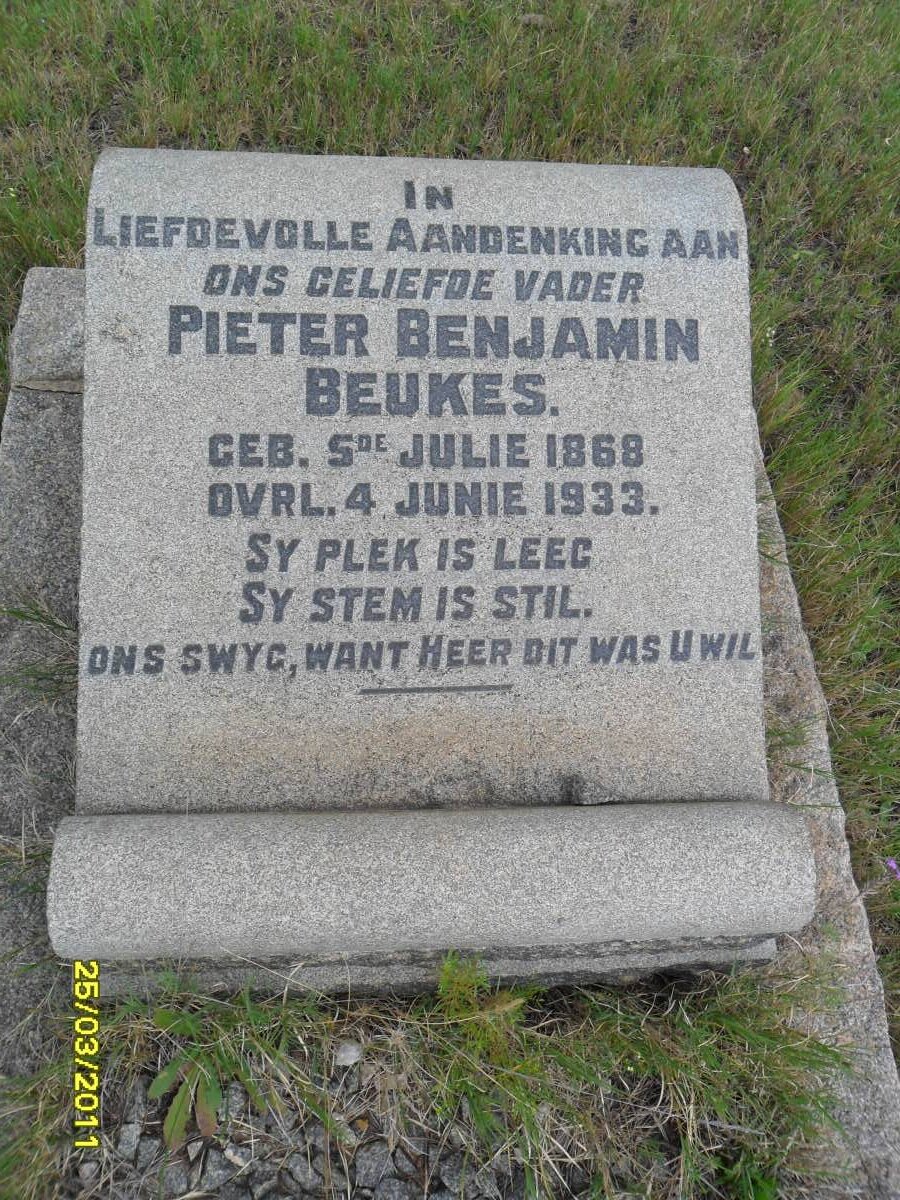 IN
LIEFDEVOLLE AANDENKING AAN
ONS GELIEFDE VADER
PIETER BENJAMIN
BEUKES.
GEB. 5DE JULIE 1868
OVRL. 4 JUNIE 1933.
SY PLEK IS LEEG
SY STEM IS STIL.
ONS SWYG, WANT HEER DIT WAS U WIL
25/03/2011